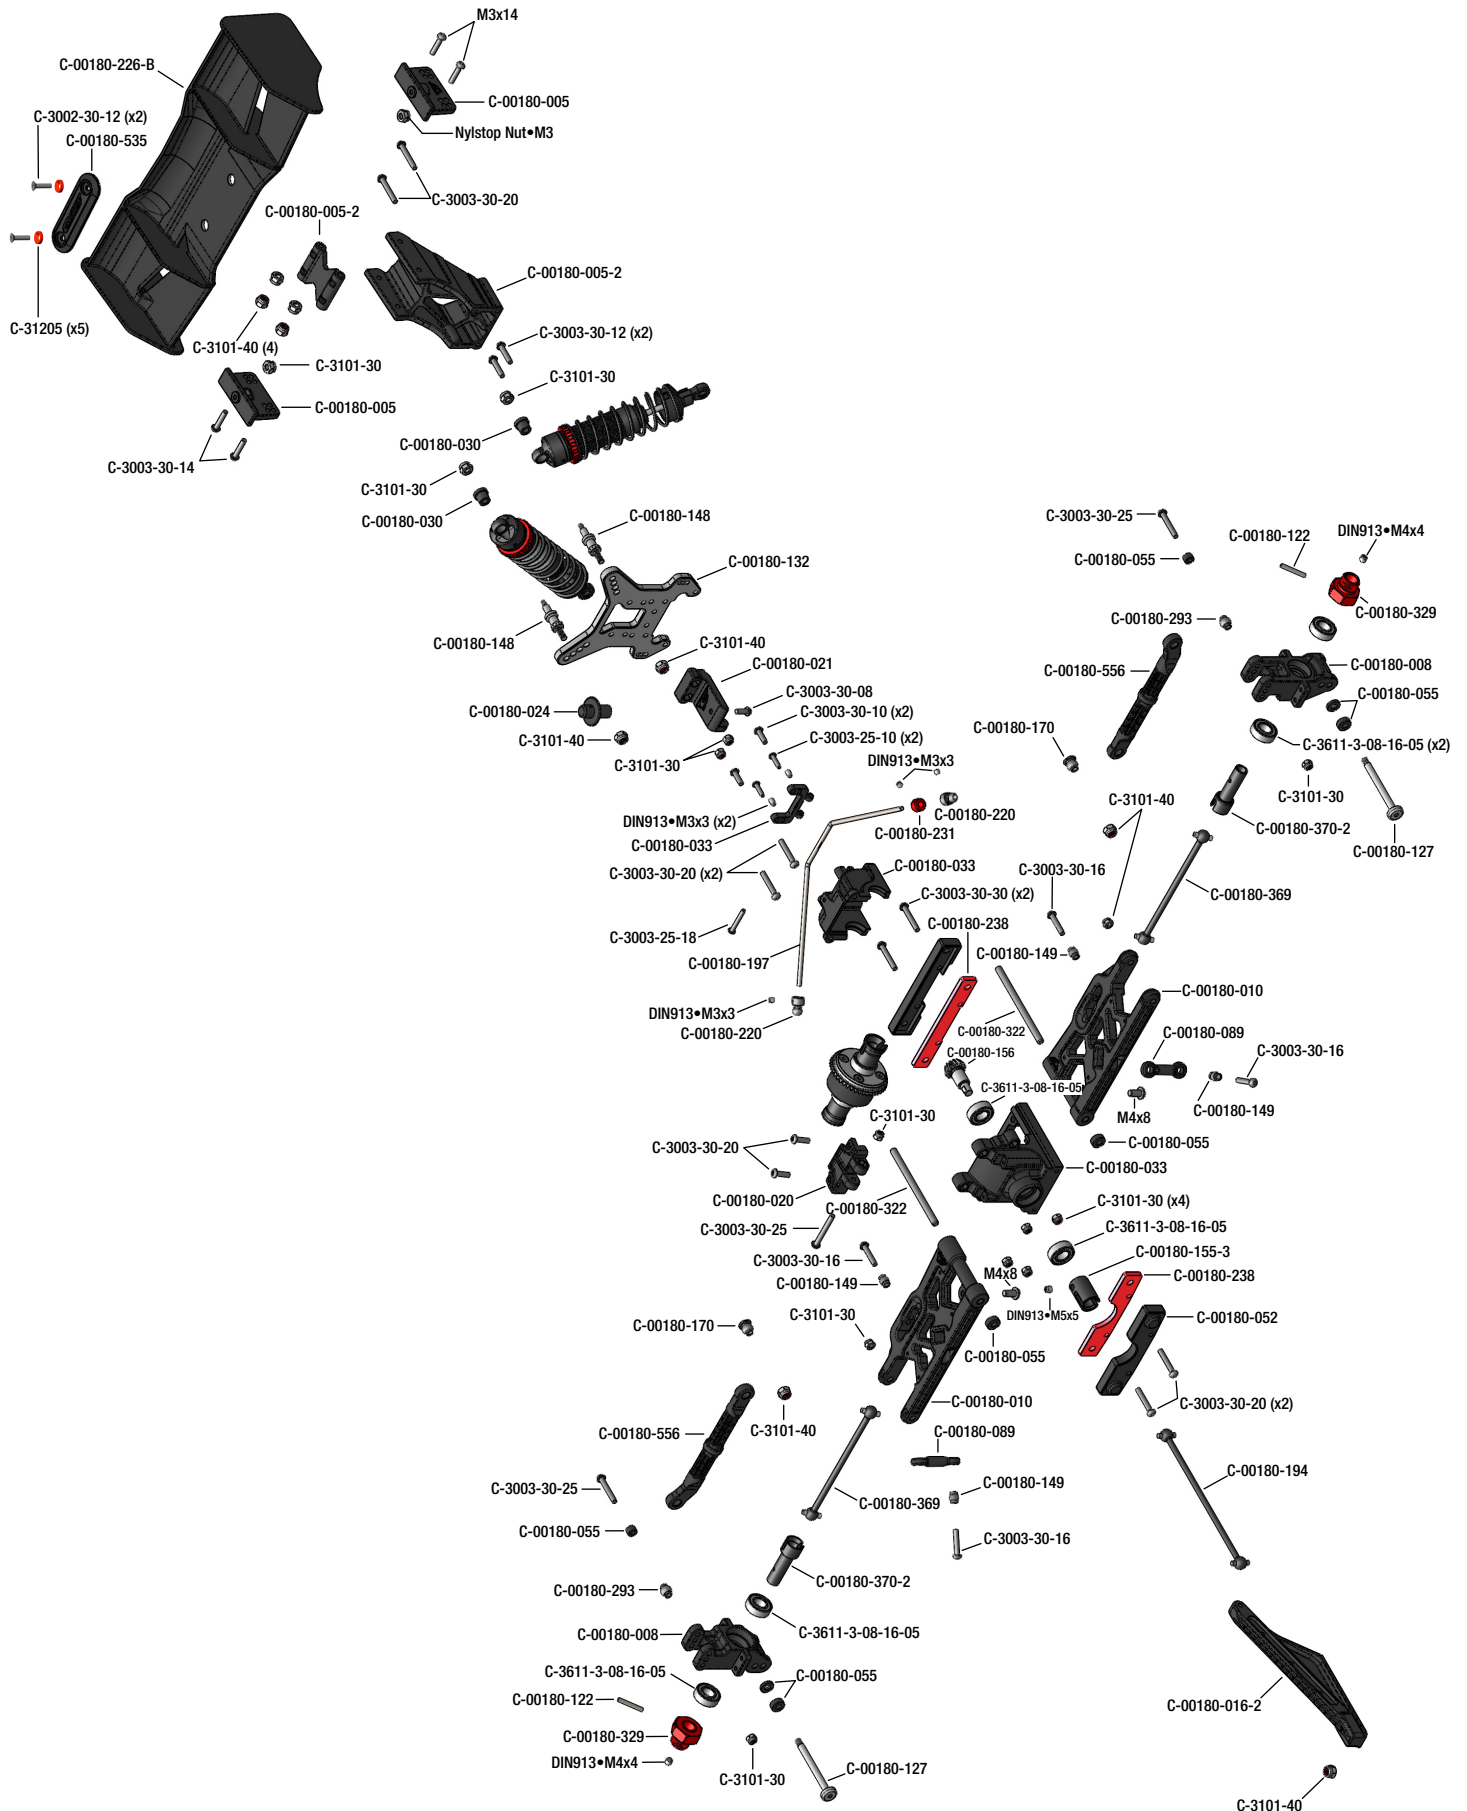 M3x14
C-00180-226-B
C-00180-005
C-3002-30-12 (x2)
Nylstop Nut•M3
C-00180-535
C-3003-30-20
C-00180-005-2
C-00180-005-2
C-31205 (x5)
C-3003-30-12 (x2)
C-3101-40 (4)
C-3101-30
C-3101-30
C-00180-005
C-00180-030
C-3003-30-14
C-3101-30
C-00180-030
C-00180-148
C-3003-30-25
DIN913•M4x4
C-00180-122
C-00180-055
C-00180-132
C-00180-329
C-00180-293
C-00180-148
C-3101-40
C-00180-021
C-00180-008
C-00180-556
C-00180-055
C-3003-30-08
C-00180-024
C-3003-30-10 (x2)
C-00180-170
C-3101-40
C-3003-25-10 (x2)
C-3611-3-08-16-05 (x2)
C-3101-30
DIN913•M3x3
C-3101-30
C-3101-40
C-00180-220
DIN913•M3x3 (x2)
C-00180-231
C-00180-370-2
C-00180-033
C-00180-127
C-00180-033
C-3003-30-20 (x2)
C-3003-30-16
C-3003-30-30 (x2)
C-00180-369
C-00180-238
C-3003-25-18
C-00180-149
C-00180-197
C-00180-010
DIN913•M3x3
C-00180-322
C-00180-089
C-00180-220
C-00180-156
C-3003-30-16
C-3611-3-08-16-05
C-3101-30
M4x8
C-00180-149
C-3003-30-20
C-00180-055
C-00180-033
C-00180-020
C-00180-322
C-3101-30 (x4)
C-3003-30-25
C-3611-3-08-16-05
C-3003-30-16
C-00180-155-3
M4x8
C-00180-238
C-00180-149
C-3101-30
DIN913•M5x5
C-00180-052
C-00180-170
C-00180-055
C-00180-010
C-3003-30-20 (x2)
C-3101-40
C-00180-556
C-00180-089
C-00180-194
C-3003-30-25
C-00180-149
C-00180-369
C-00180-055
C-3003-30-16
C-00180-370-2
C-00180-293
C-3611-3-08-16-05
C-00180-008
C-3611-3-08-16-05
C-00180-055
C-00180-122
C-00180-016-2
C-00180-329
DIN913•M4x4
C-00180-127
C-3101-30
C-3101-40